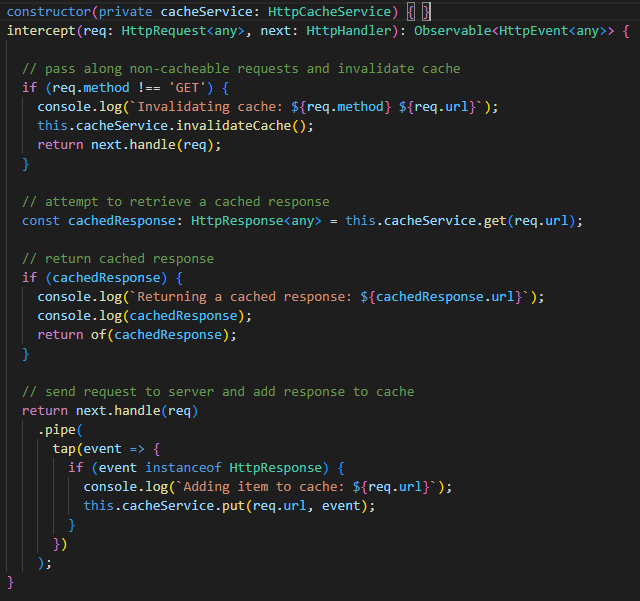 constructor(private cacheService: HttpCacheService) { }
intercept(req: HttpRequest<any>, next: HttpHandler): Observable<HttpEvent<any>> {
// pass along non-cacheable requests and invalidate cache
if (req.method !== 'GET') {
console.log(`Invalidating cache: ${req.method} ${req.url}`);
this.cacheService.invalidateCache();
return next.handle(req);
}
// attempt to retrieve a cached response
const cachedResponse: HttpResponse<any> = this.cacheService.get(req.url);
// return cached response
if (cachedResponse) {
console.log(`Returning a cached response: ${cachedResponse.url}`);
console.log(cachedResponse);
return of(cachedResponse);
}
// send request to server and add response to cache
return next.handle(req)
.pipe(
tap(event => {
if (event instanceof HttpResponse) {
console.log(`Adding item to cache: ${req.url}`);
this.cacheService.put(req.url, event);
}
})
);
}